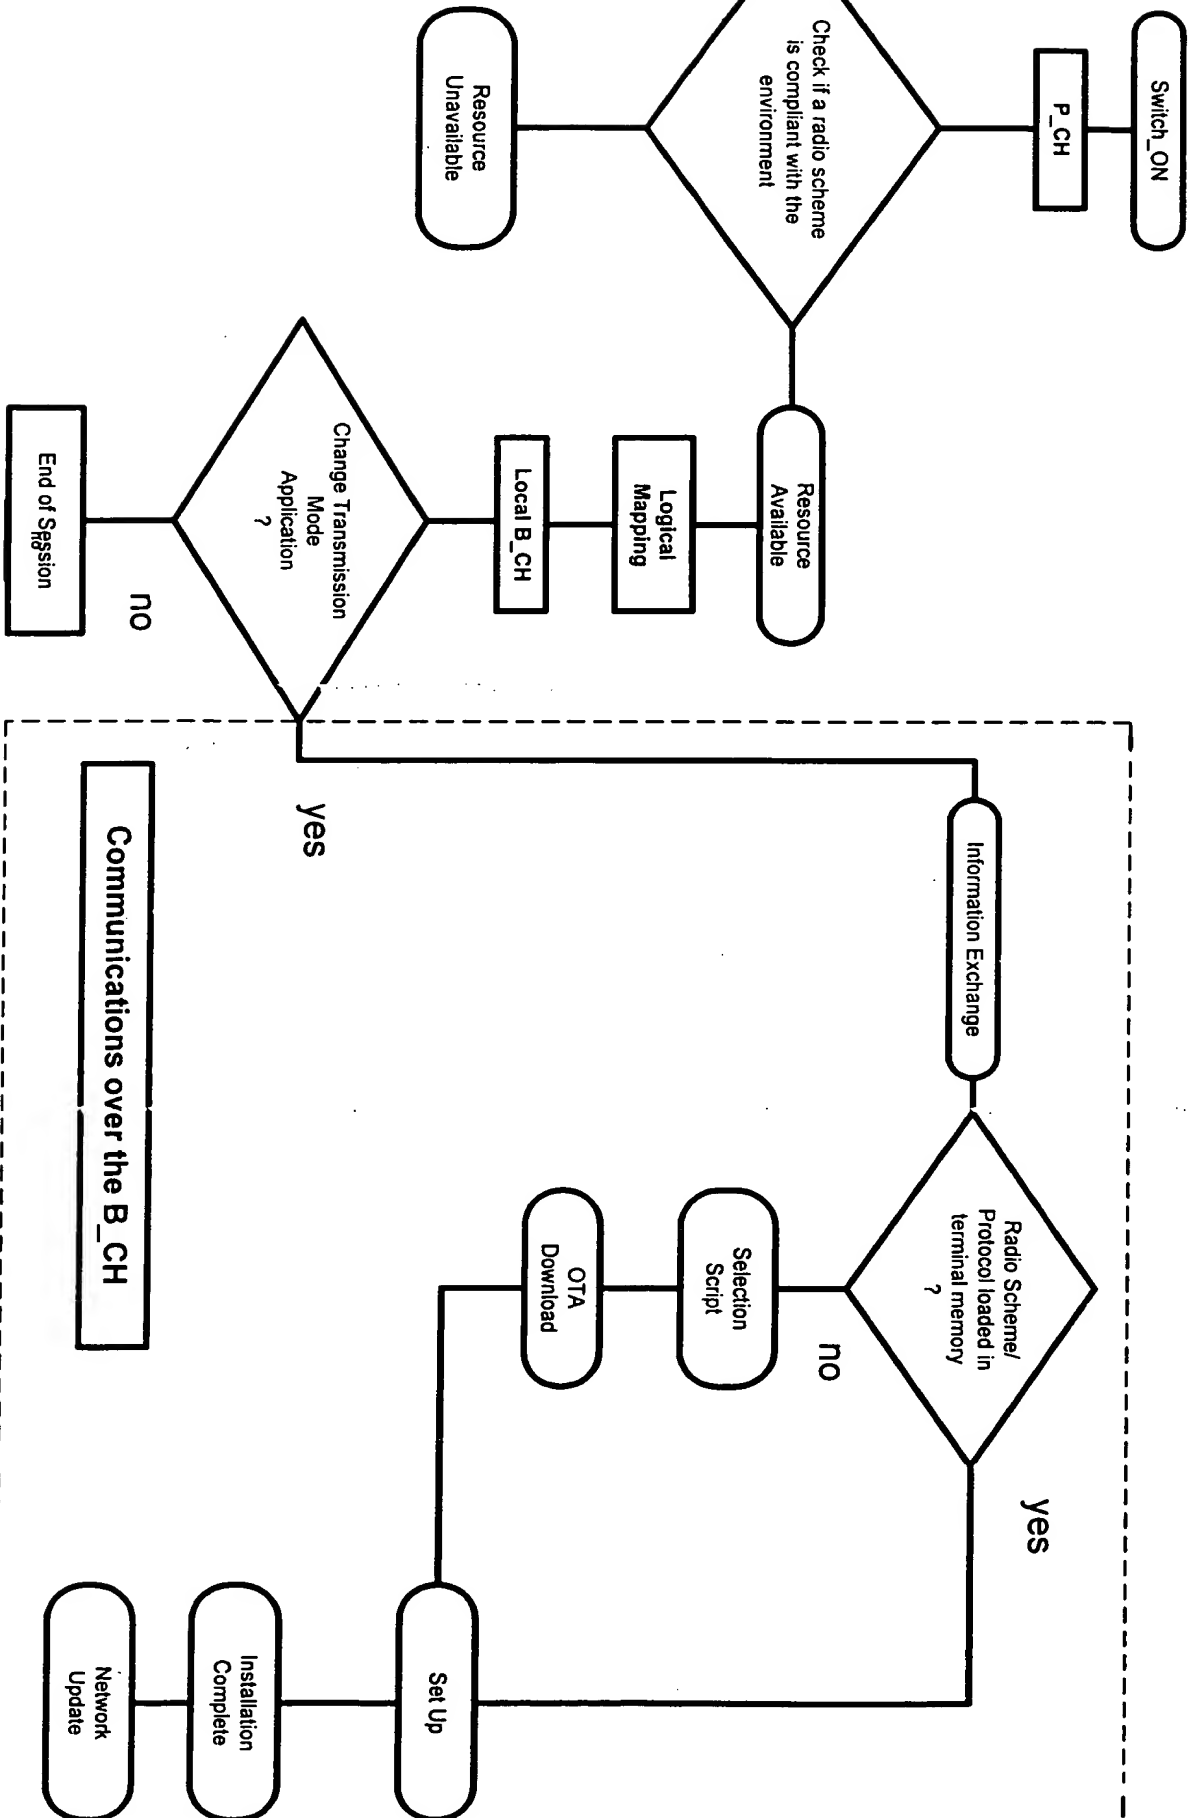 Switch_ON
P_CH
Check if a radio scheme
is compliant with the
environment
Resource
Unavailable
Resource
Available
Logical
Mapping
Local B_CH
Change Transmission
Mode
Application
?
no
End of Session
yes
Information Exchange
Radio Scheme/
Protocol loaded in
terminal memory
?
yes
no
Selection
Script
OTA
Download
Set Up
Installation
Complete
Network
Update
Communications over the B_CH